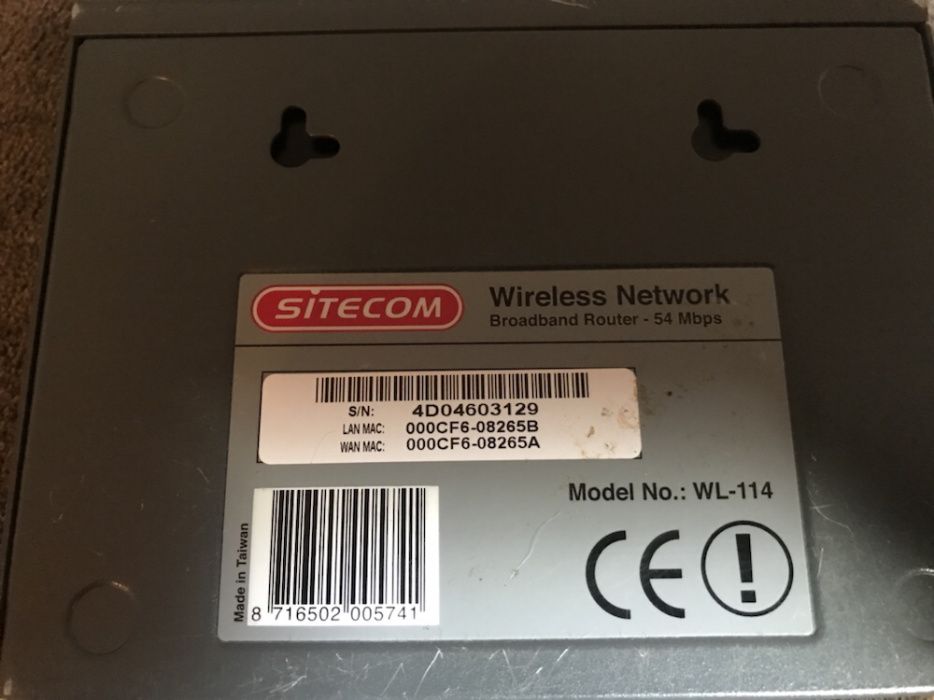 SiTECOM
Wireless Network
Broadband Router - 54 Mbps
S/N: 4D04603129
LAN MAC: 000CF6-08265B
WAN MAC: 000CF6-08265A
Model No.: WL-114
Made in Taiwan
8 716502 005741
CE
!